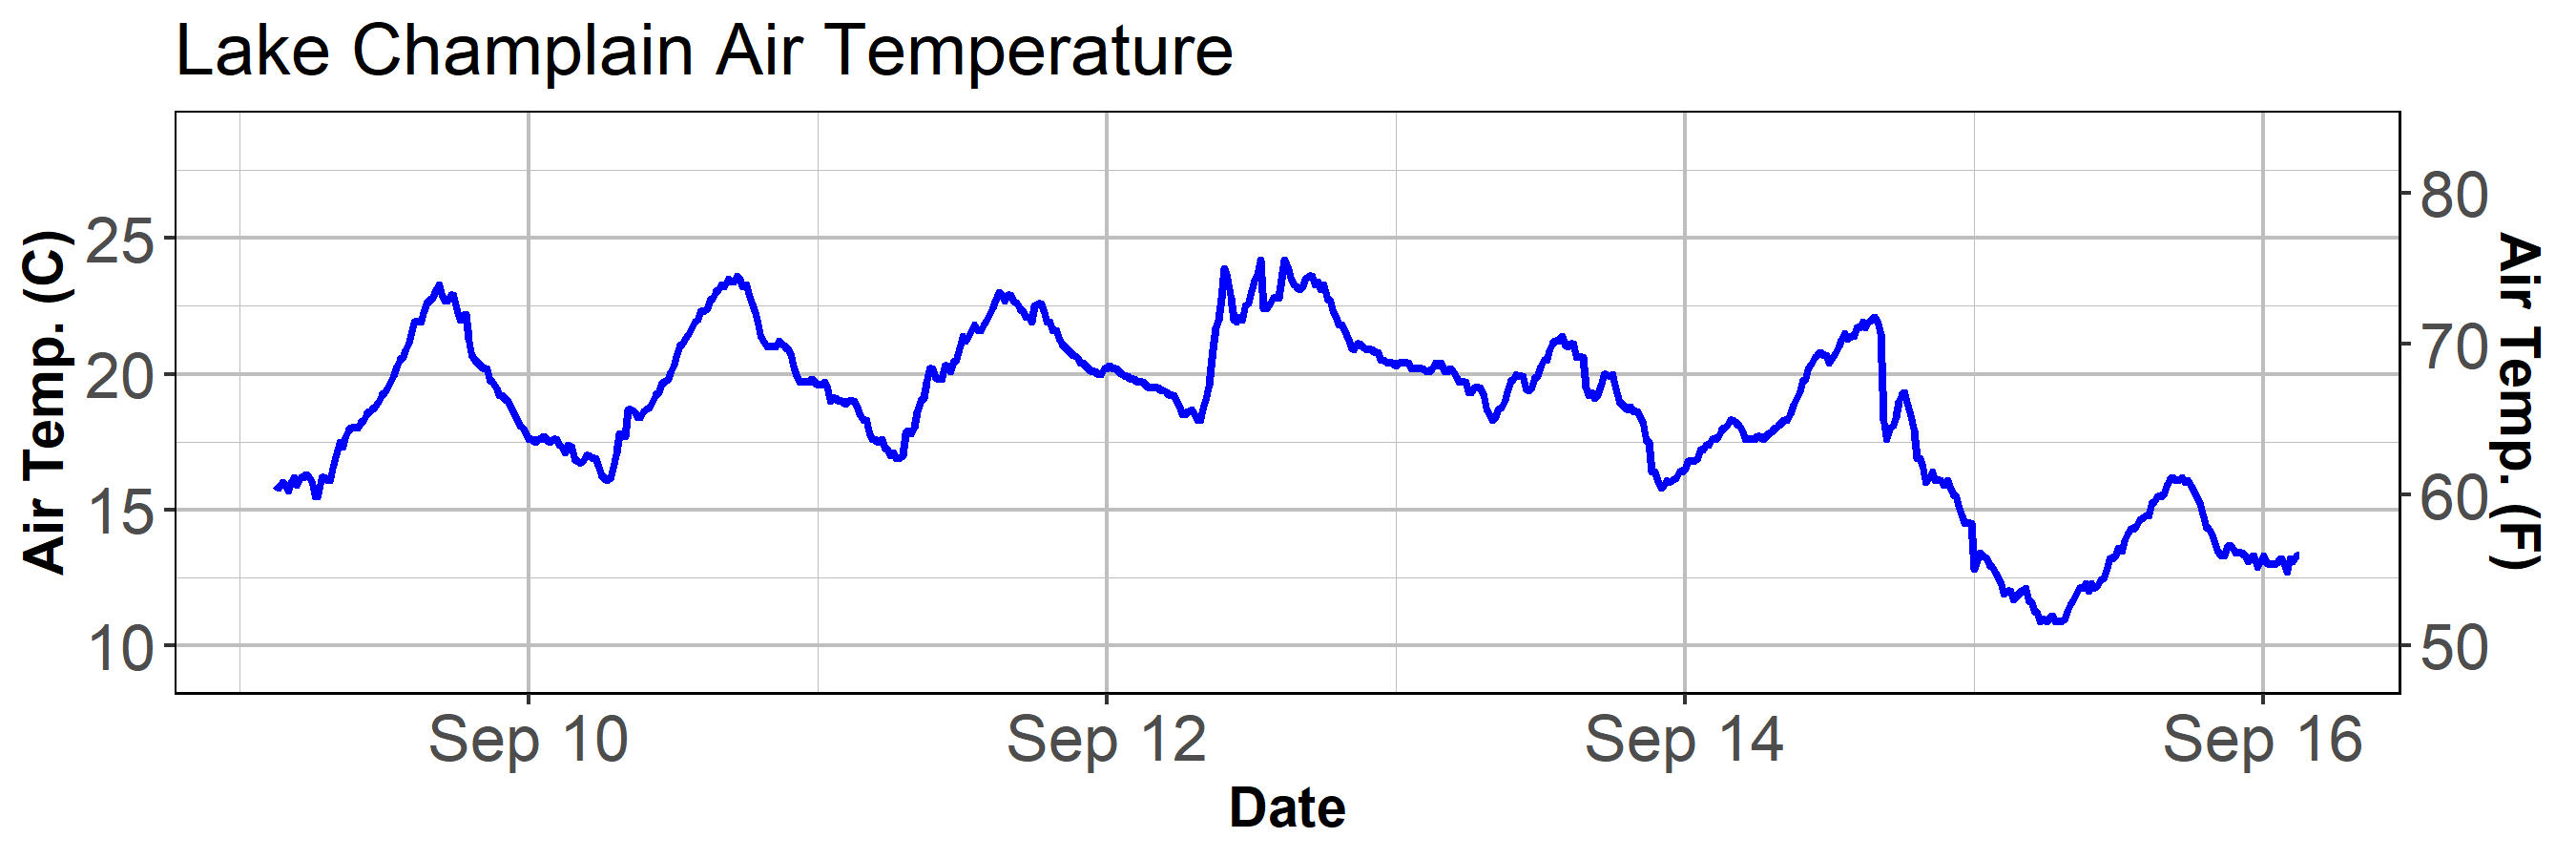 Lake Champlain Air Temperature
Air Temp. (C)
25
20
15
10
80
70
60
50
Air Temp. (F)
Sep 10
Sep 12
Sep 14
Sep 16
Date